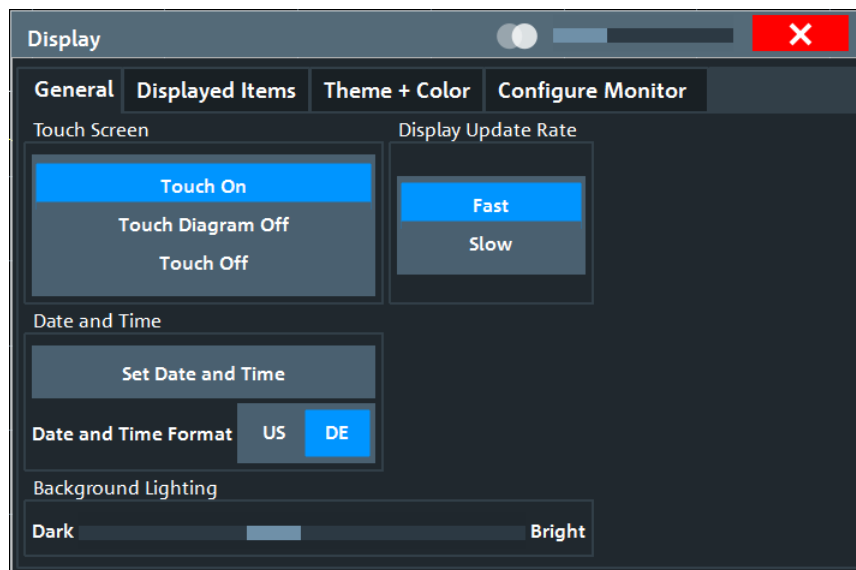 Display
General Displayed Items Theme + Color Configure Monitor
Touch Screen
Display Update Rate
Touch On
Touch Diagram Off
Touch Off
Fast
Slow
Date and Time
Set Date and Time
Date and Time Format US DE
Background Lighting
Dark Bright